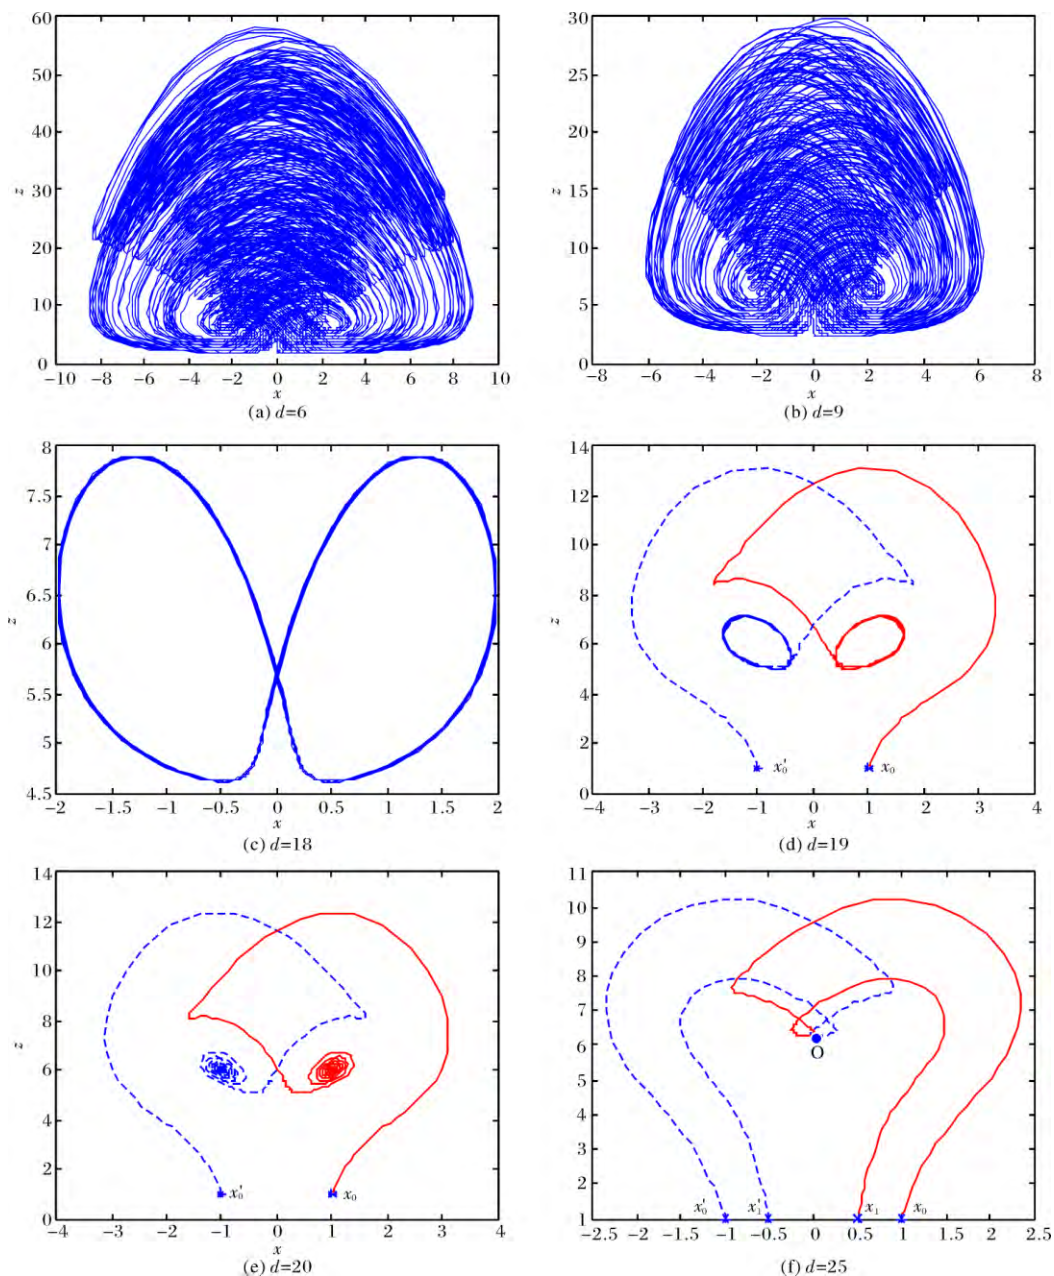 60
50
40
30
20
10
0
z
−10 −8 −6 −4 −2 0 2 4 6 8 10
x
(a) d=6
30
25
20
15
10
5
0
z
−8 −6 −4 −2 0 2 4 6 8
x
(b) d=9
8
7.5
7
6.5
6
5.5
5
4.5
z
−2 −1.5 −1 −0.5 0 0.5 1 1.5 2
x
(c) d=18
14
12
10
8
6
4
2
0
z
x′₀ x₀
−4 −3 −2 −1 0 1 2 3 4
x
(d) d=19
14
12
10
8
6
4
2
0
z
x′₀ x₀
−4 −3 −2 −1 0 1 2 3 4
x
(e) d=20
11
10
9
8
7
6
5
4
3
2
1
z
O
x′₀ x′₁ x₁ x₀
−2.5 −2 −1.5 −1 −0.5 0 0.5 1 1.5 2 2.5
(f) d=25